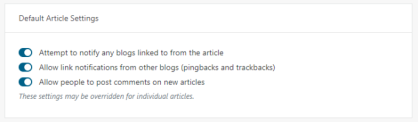 Default Article Settings
Attempt to notify any blogs linked to from the article
Allow link notifications from other blogs (pingbacks and trackbacks)
Allow people to post comments on new articles
These settings may be overridden for individual articles.